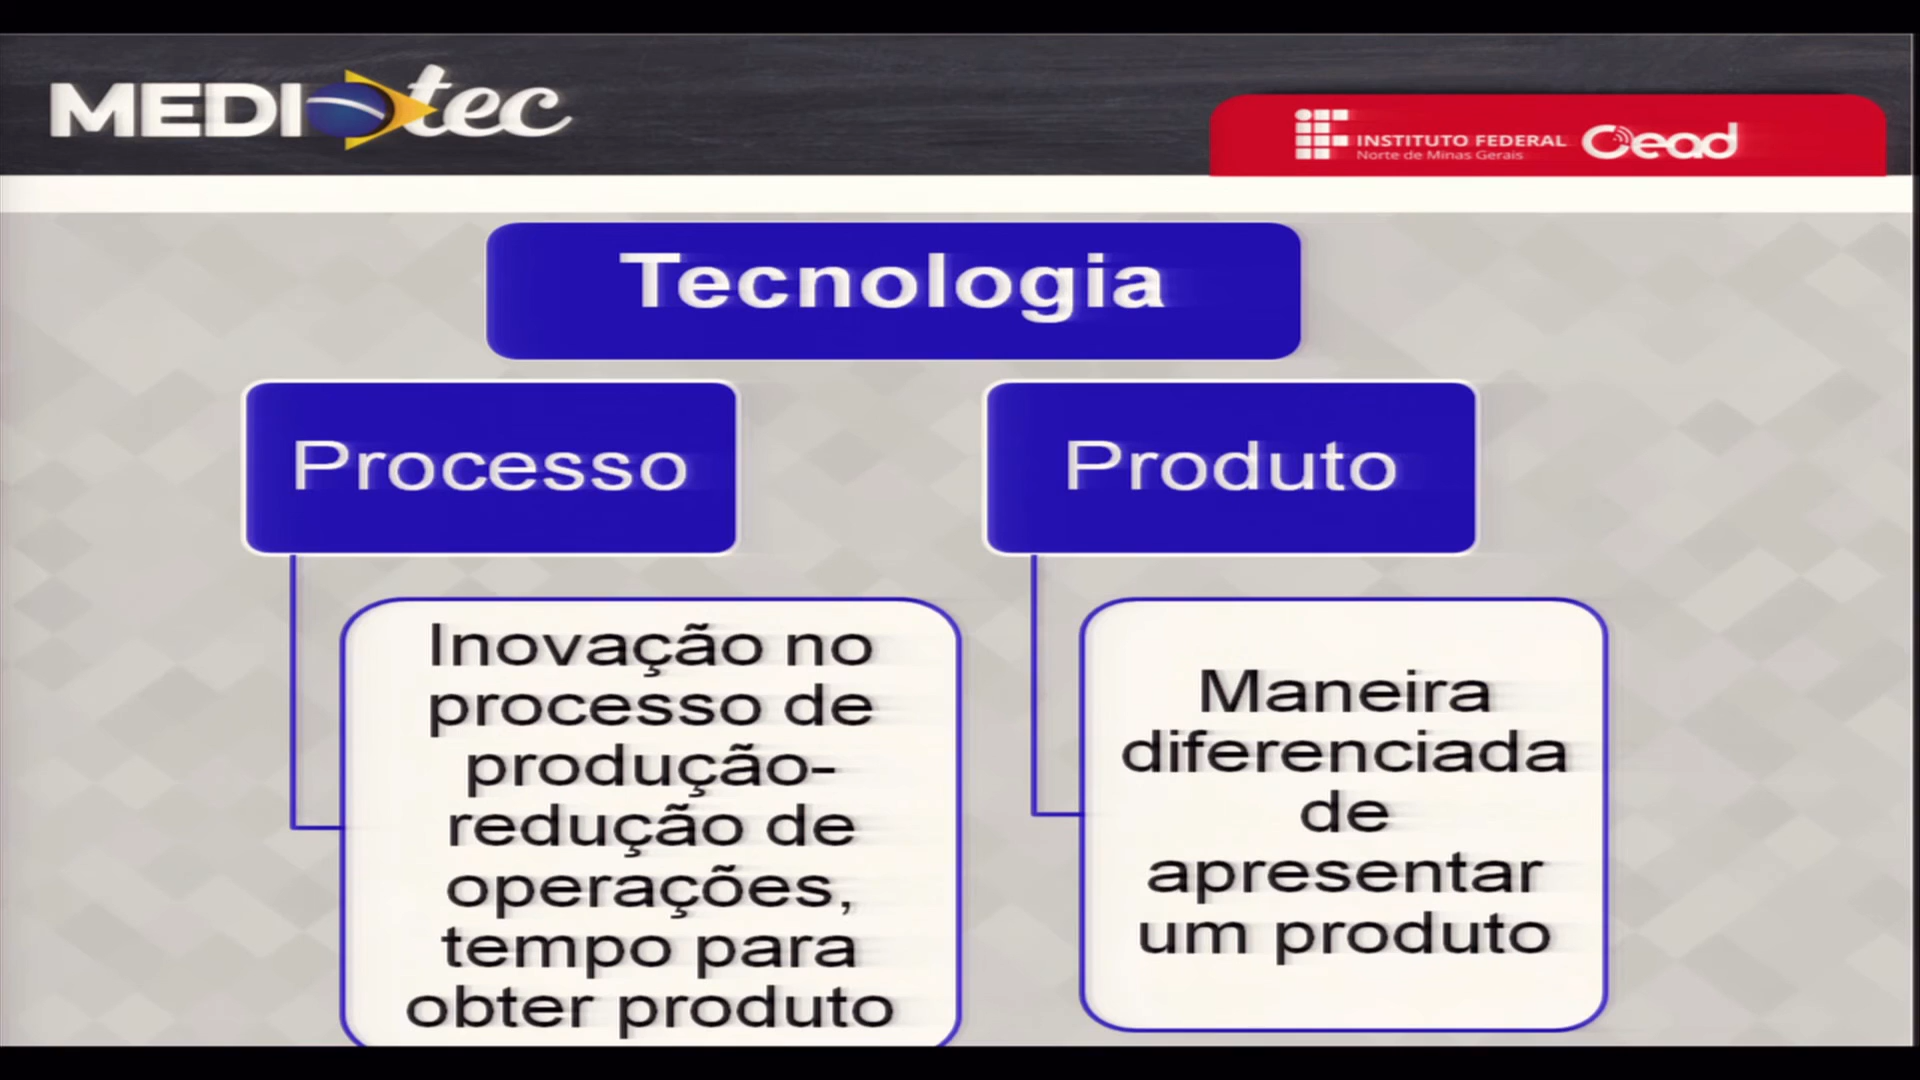 MEDIOtec
INSTITUTO FEDERAL
Norte de Minas Gerais
Cead
Tecnologia
Processo
Produto
Inovação no
processo de
produção-
redução de
operações,
tempo para
obter produto
Maneira
diferenciada
de
apresentar
um produto